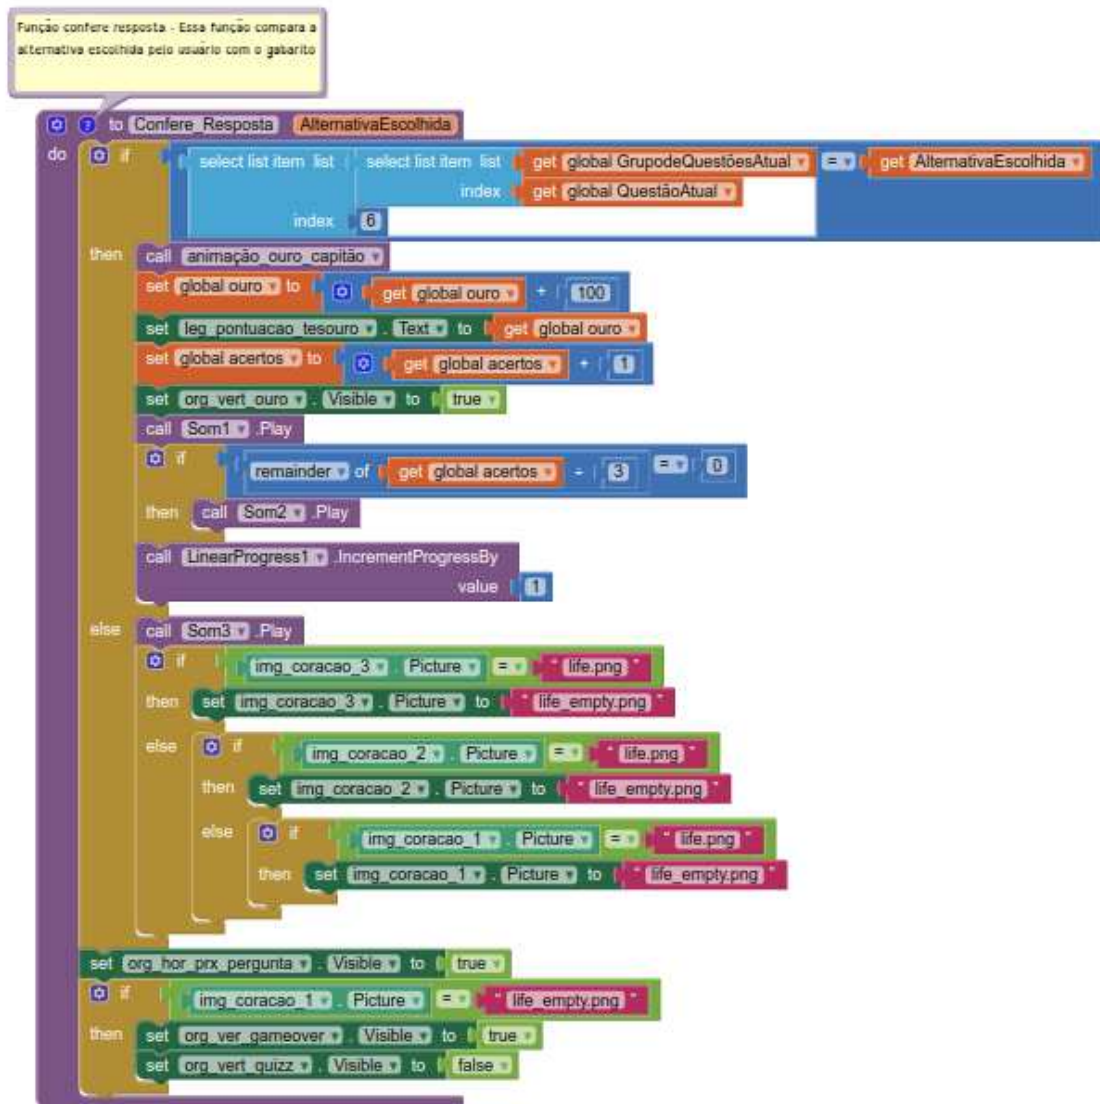 Função confere resposta - Essa função compara a
alternativa escolhida pelo usuário com o gabarito
to Confere_Resposta AlternativaEscolhida
do if select list item list select list item list get global GrupodeQuestõesAtual = get AlternativaEscolhida
index get global QuestãoAtual
index 6
then call animação_ouro_capitão
set global ouro to get global ouro + 100
set leg_pontuacao_tesouro . Text to get global ouro
set global acertos to get global acertos + 1
set org_vert_ouro . Visible to true
call Som1 .Play
if remainder of get global acertos ÷ 3 = 0
then call Som2 .Play
call LinearProgress1 .IncrementProgressBy
value 1
else call Som3 .Play
if img_coracao_3 . Picture = " life.png "
then set img_coracao_3 . Picture to " life_empty.png "
else if img_coracao_2 . Picture = " life.png "
then set img_coracao_2 . Picture to " life_empty.png "
else if img_coracao_1 . Picture = " life.png "
then set img_coracao_1 . Picture to " life_empty.png "
set org_hor_prx_pergunta . Visible to true
if img_coracao_1 . Picture = " life_empty.png "
then set org_ver_gameover . Visible to true
set org_vert_quizz . Visible to false